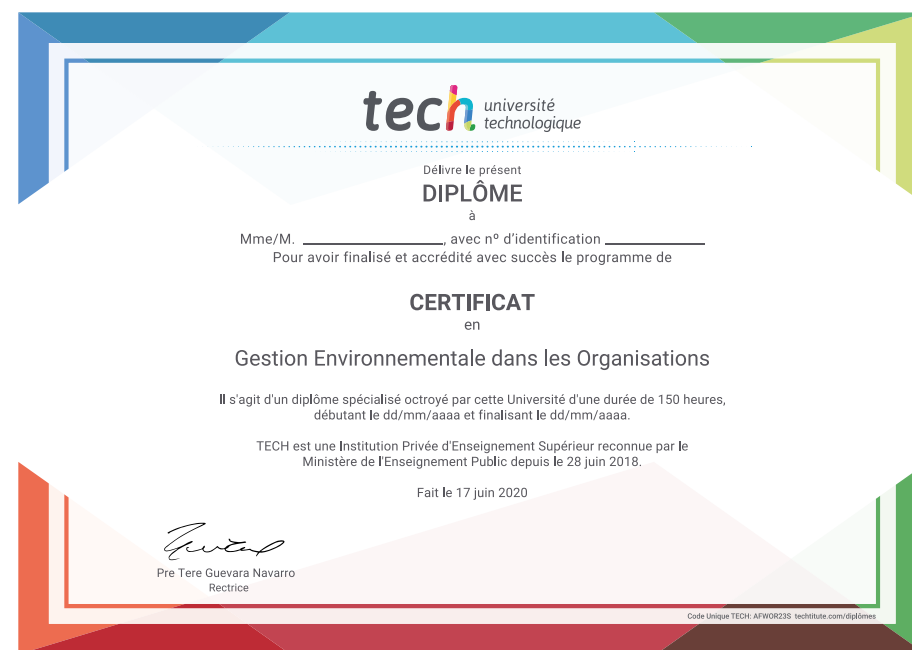 tech université
technologique
Délivre le présent
DIPLÔME
à
Mme/M. ____________________, avec nº d'identification ______________
Pour avoir finalisé et accrédité avec succès le programme de
CERTIFICAT
en
Gestion Environnementale dans les Organisations
Il s'agit d'un diplôme spécialisé octroyé par cette Université d'une durée de 150 heures,
débutant le dd/mm/aaaa et finalisant le dd/mm/aaaa.
TECH est une Institution Privée d'Enseignement Supérieur reconnue par le
Ministère de l'Enseignement Public depuis le 28 juin 2018.
Fait le 17 juin 2020
Pre Tere Guevara Navarro
Rectrice
Code Unique TECH: AFWOR23S techtitute.com/diplômes